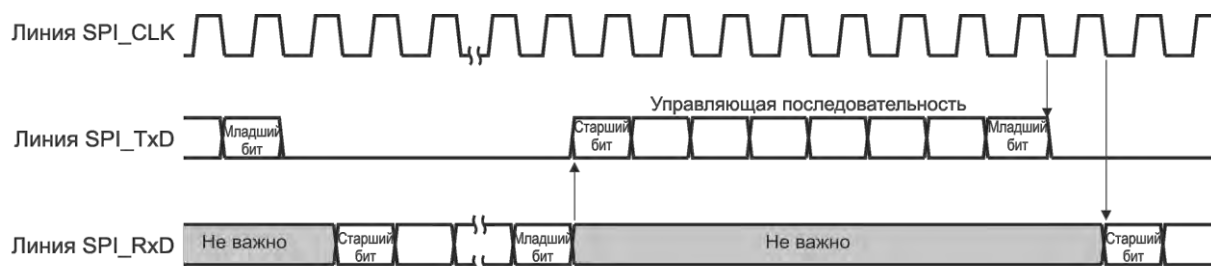 Линия SPI_CLK
Управляющая последовательность
Линия SPI_TxD
Младший
бит
Старший
бит
Младший
бит
Линия SPI_RxD
Не важно
Старший
бит
Младший
бит
Не важно
Старший
бит